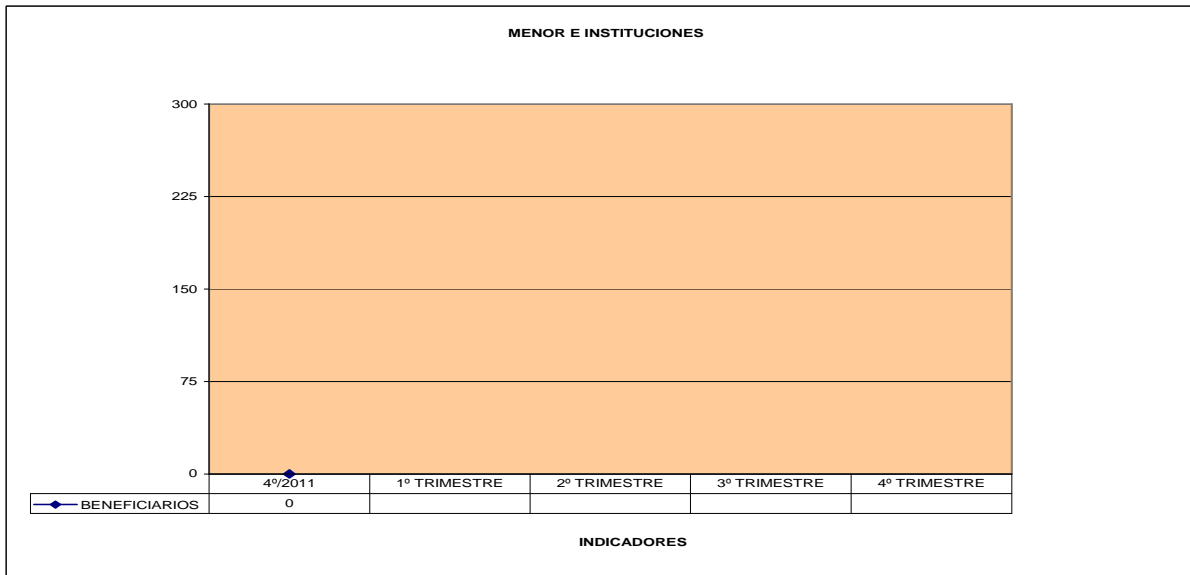 MENOR E INSTITUCIONES
300
225
150
75
0
4º/2011 1º TRIMESTRE 2º TRIMESTRE 3º TRIMESTRE 4º TRIMESTRE
BENEFICIARIOS 0
INDICADORES